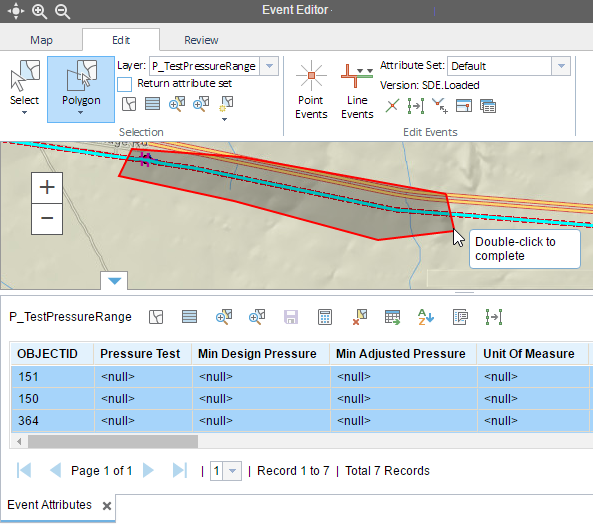 Event Editor
Map Edit Review
Layer: P_TestPressureRange
Return attribute set
Select
Polygon
Selection
Point Events
Line Events
Attribute Set: Default
Version: SDE.Loaded
Edit Events
Rd
+
−
Double-click to
complete
P_TestPressureRange
OBJECTID Pressure Test Min Design Pressure Min Adjusted Pressure Unit Of Measure
151 <null> <null> <null> <null>
150 <null> <null> <null> <null>
364 <null> <null> <null> <null>
Page 1 of 1 | 1 | Record 1 to 7 | Total 7 Records
Event Attributes